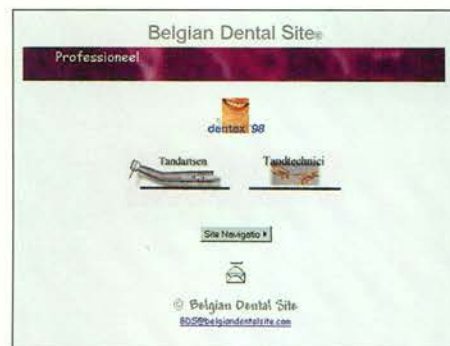 Belgian Dental Site®
Professioneel
dentex '98
Tandartsen Tandtechnici
Site Navigatio
© Belgian Dental Site
BDS@belgiandentalsite.com